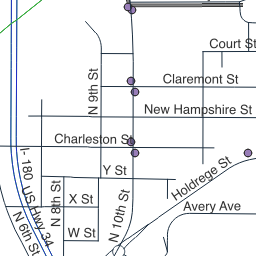 Court St
Claremont St
N 9th St
New Hampshire St
Charleston St
I- 180
US Hwy 34
Y St
Holdrege St
N 8th St
X St
N 10th St
Avery Ave
N 6th St
W St